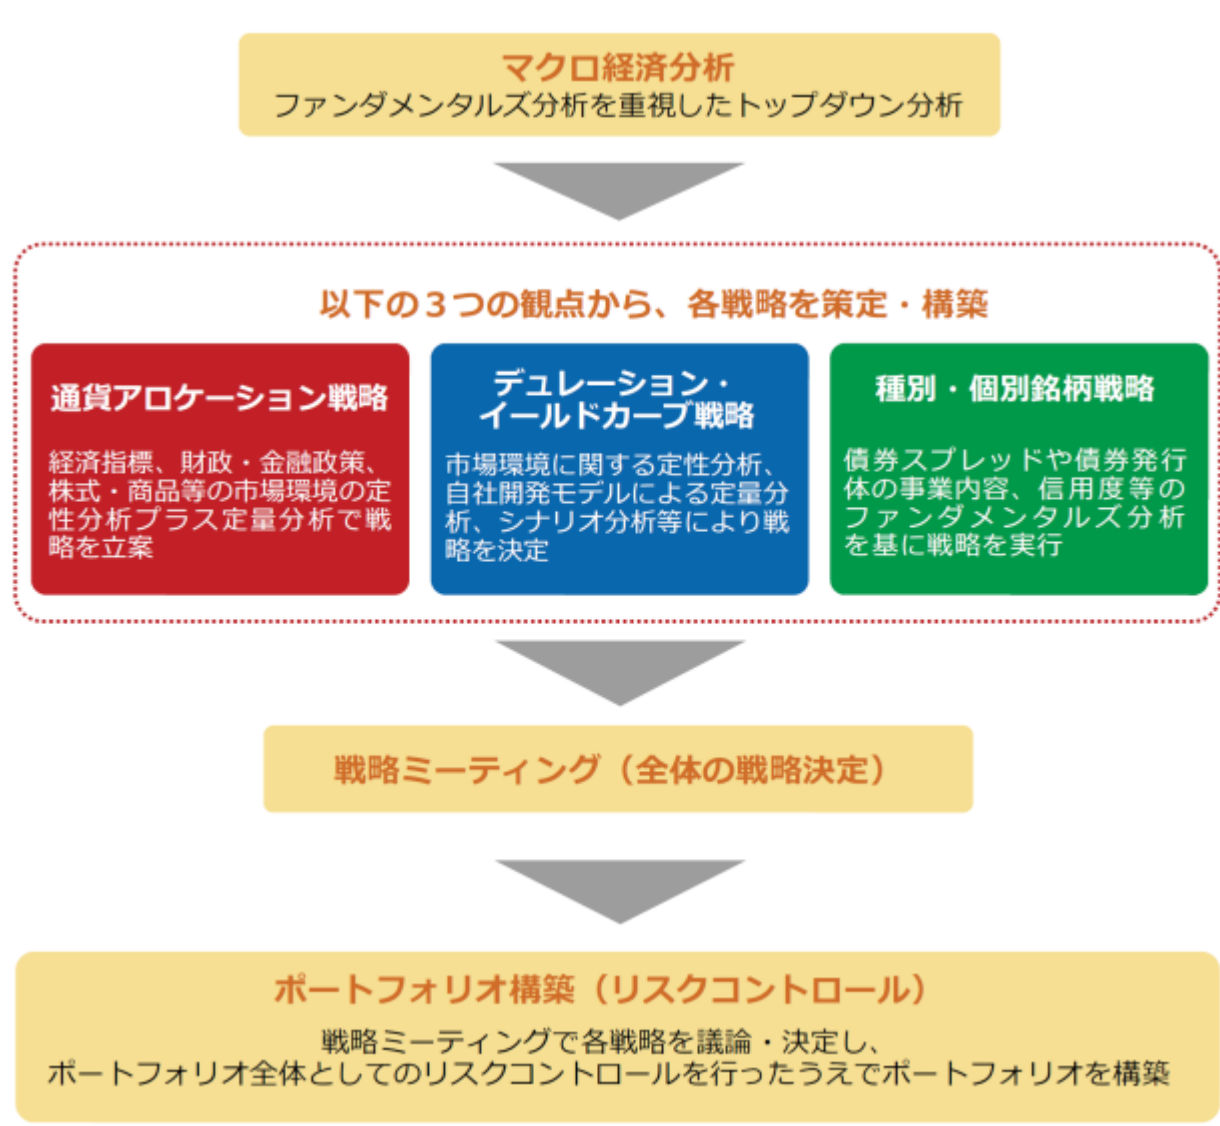 マクロ経済分析
ファンダメンタルズ分析を重視したトップダウン分析
以下の３つの観点から、各戦略を策定・構築
通貨アロケーション戦略
経済指標、財政・金融政策、
株式・商品等の市場環境の定
性分析プラス定量分析で戦
略を立案
デュレーション・
イールドカーブ戦略
市場環境に関する定性分析、
自社開発モデルによる定量分
析、シナリオ分析等により戦
略を決定
種別・個別銘柄戦略
債券スプレッドや債券発行
体の事業内容、信用度等の
ファンダメンタルズ分析
を基に戦略を実行
戦略ミーティング（全体の戦略決定）
ポートフォリオ構築（リスクコントロール）
戦略ミーティングで各戦略を議論・決定し、
ポートフォリオ全体としてのリスクコントロールを行ったうえでポートフォリオを構築